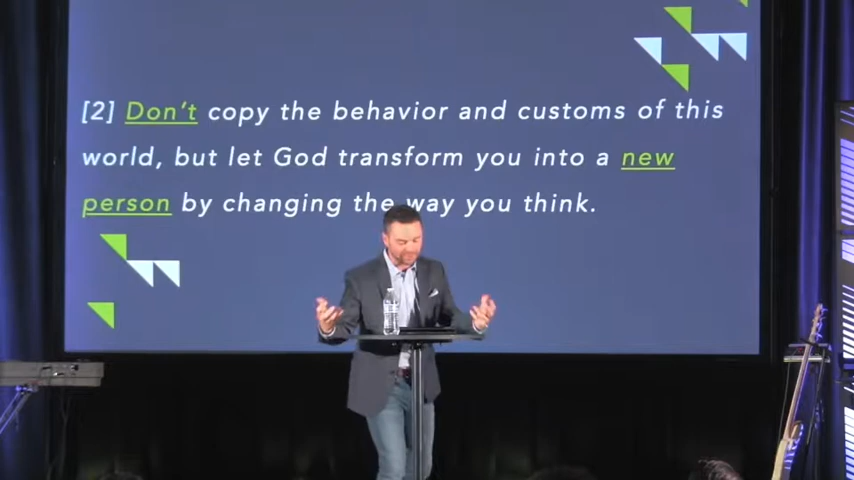 [2] Don't copy the behavior and customs of this
world, but let God transform you into a new
person by changing the way you think.